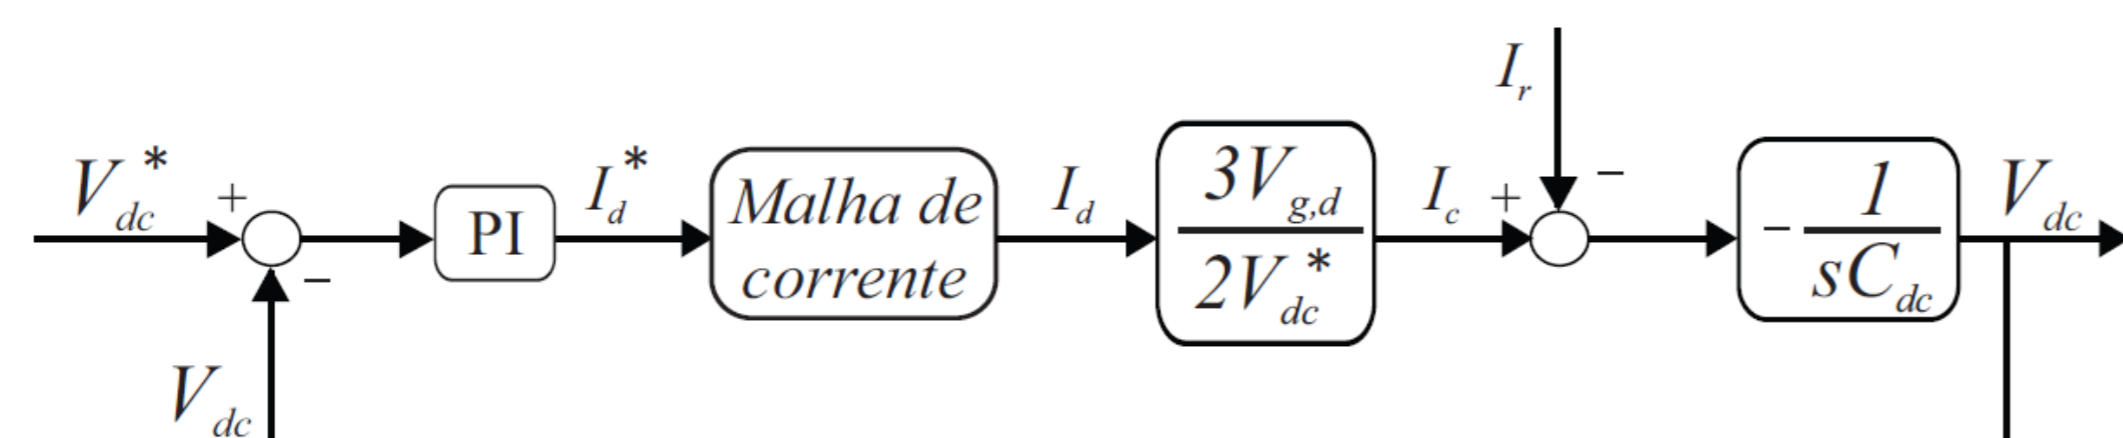 V_dc^*
+
−
V_dc
PI
I_d^*
Malha de
corrente
I_d
3V_g,d
2V_dc^*
I_c
+
I_r
−
− 1
sC_dc
V_dc